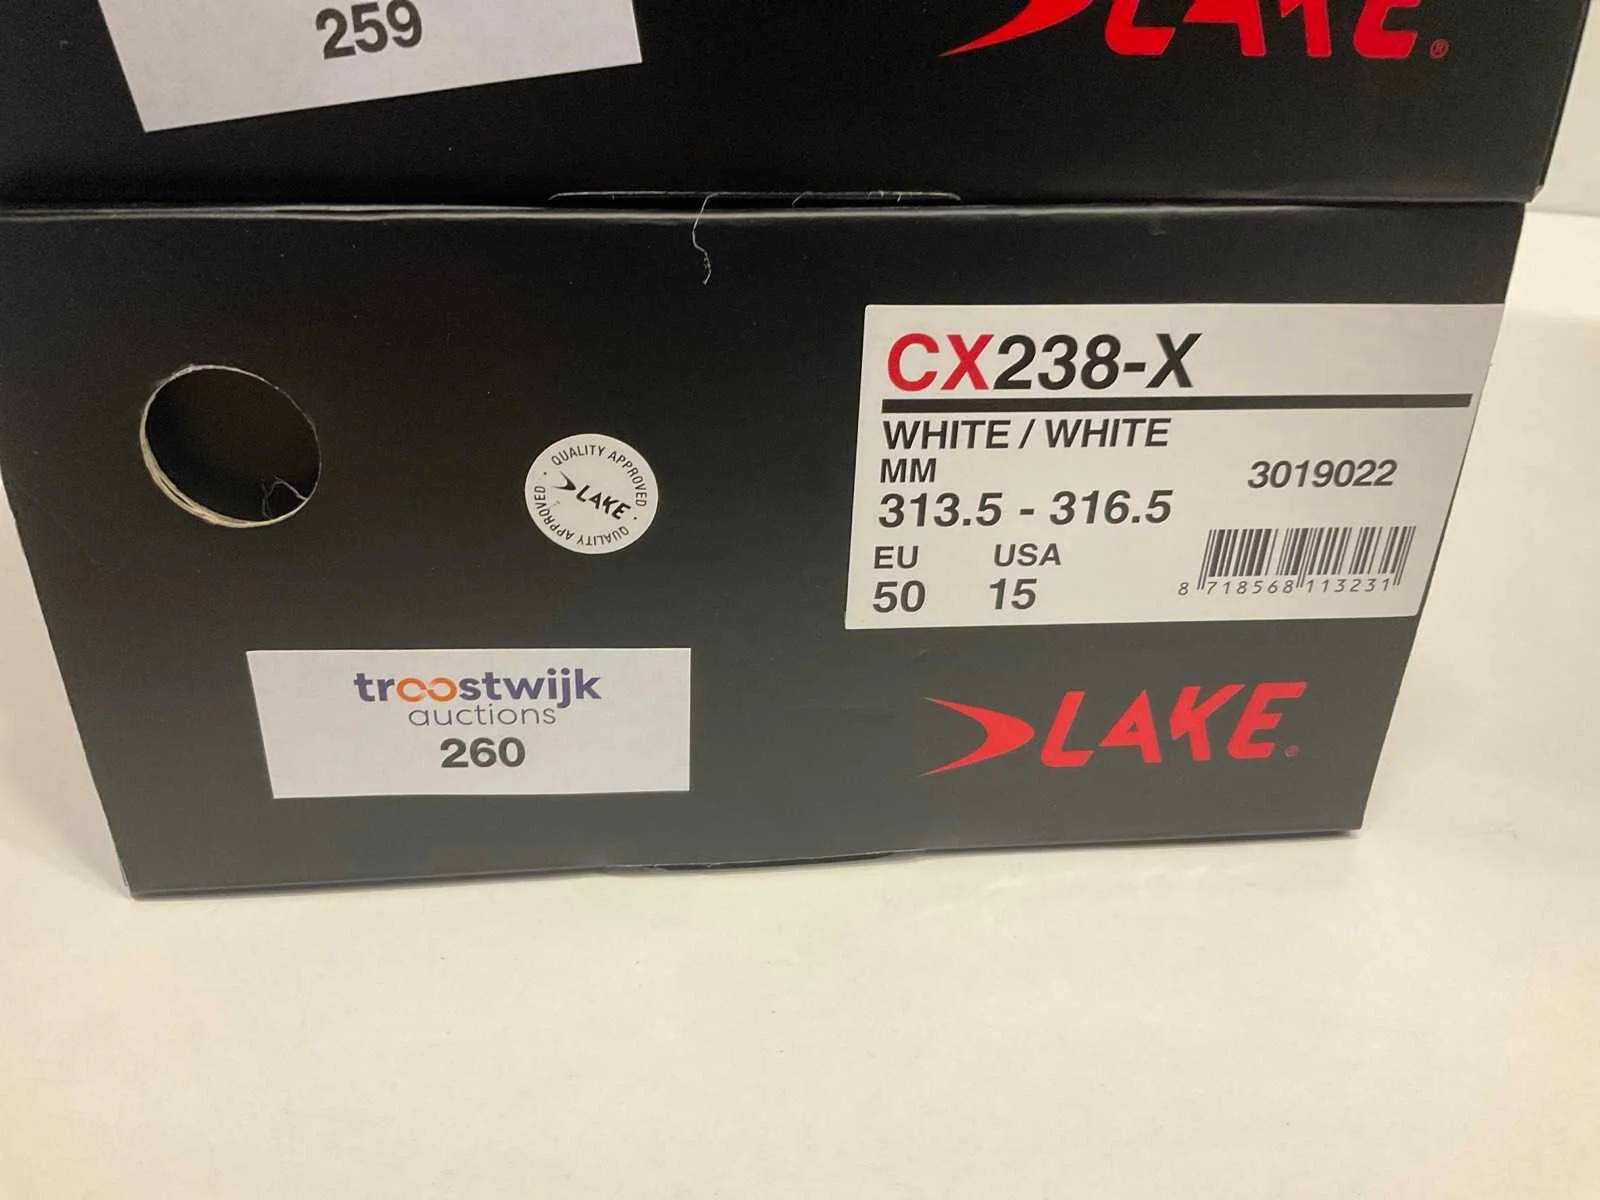 259
LAKE®
CX238-X
WHITE / WHITE
MM
3019022
313.5 - 316.5
EU USA
50 15
8 718568 113231
QUALITY APPROVED · QUALITY APPROVED ·
LAKE
troostwijk
auctions
260
LAKE®